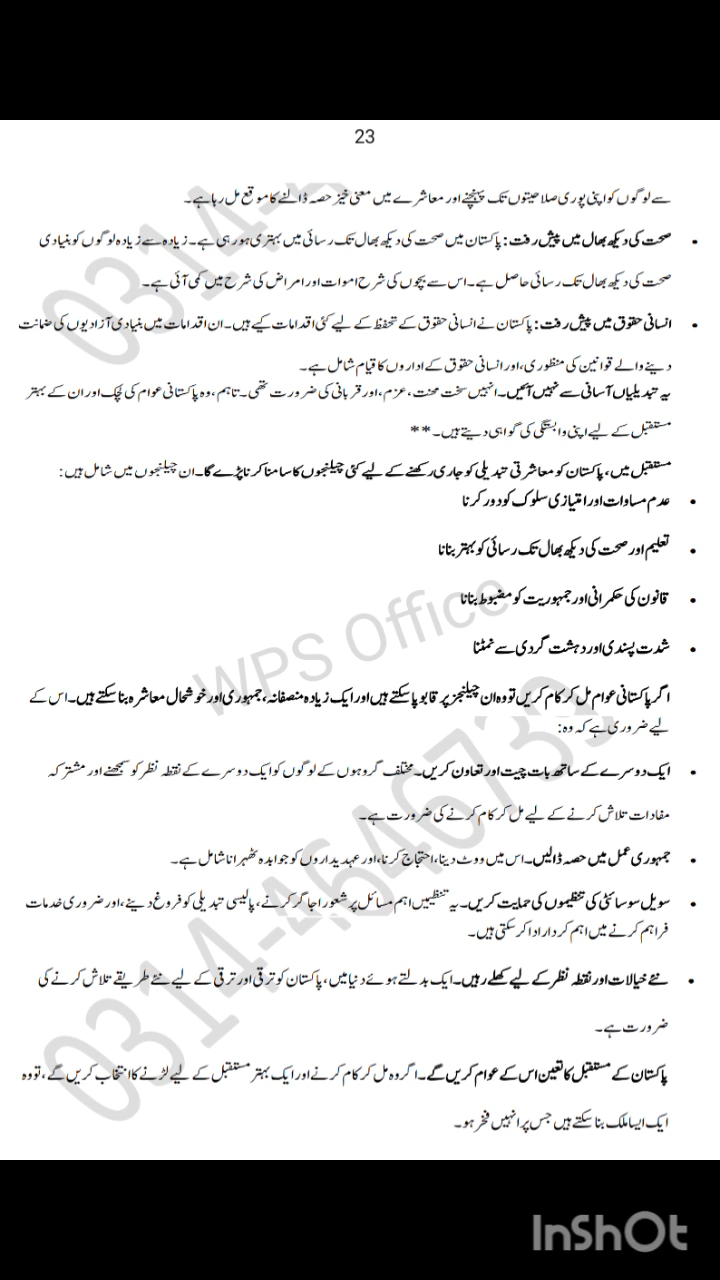 23
سے لوگوں کو اپنی پوری صلاحیتوں تک پہنچنے اور معاشرے میں معنی خیز حصہ ڈالنے کا موقع مل رہا ہے۔
• صحت کی دیکھ بھال میں پیش رفت: پاکستان میں صحت کی دیکھ بھال تک رسائی میں بہتری ہو رہی ہے۔ زیادہ سے زیادہ لوگوں کو بنیادی
صحت کی دیکھ بھال تک رسائی حاصل ہے۔ اس سے بچوں کی شرح اموات اور امراض کی شرح میں کمی آئی ہے۔
• انسانی حقوق میں پیش رفت: پاکستان نے انسانی حقوق کے تحفظ کے لیے کئی اقدامات کیے ہیں۔ ان اقدامات میں بنیادی آزادیوں کی ضمانت
دینے والے قوانین کی منظوری، اور انسانی حقوق کے اداروں کا قیام شامل ہے۔
یہ تبدیلیاں آسانی سے نہیں آئیں۔ انہیں سخت محنت، عزم، اور قربانی کی ضرورت تھی۔ تاہم، وہ پاکستانی عوام کی لچک اور ان کے بہتر
مستقبل کے لیے اپنی وابستگی کی گواہی دیتے ہیں۔**
مستقبل میں، پاکستان کو معاشرتی تبدیلی کو جاری رکھنے کے لیے کئی چیلنجوں کا سامنا کرنا پڑے گا۔ ان چیلنجوں میں شامل ہیں:
• عدم مساوات اور امتیازی سلوک کو دور کرنا
• تعلیم اور صحت کی دیکھ بھال تک رسائی کو بہتر بنانا
• قانون کی حکمرانی اور جمہوریت کو مضبوط بنانا
• شدت پسندی اور دہشت گردی سے نمٹنا
اگر پاکستانی عوام مل کر کام کریں تو وہ ان چیلنجز پر قابو پا سکتے ہیں اور ایک زیادہ منصفانہ، جمہوری اور خوشحال معاشرہ بنا سکتے ہیں۔ اس کے
لیے ضروری ہے کہ وہ:
• ایک دوسرے کے ساتھ بات چیت اور تعاون کریں۔ مختلف گروہوں کے لوگوں کو ایک دوسرے کے نقطہ نظر کو سمجھنے اور مشترکہ
مفادات تلاش کرنے کے لیے مل کر کام کرنے کی ضرورت ہے۔
• جمہوری عمل میں حصہ ڈالیں۔ اس میں ووٹ دینا، احتجاج کرنا، اور عہدیداروں کو جوابدہ ٹھہرانا شامل ہے۔
• سویل سوسائٹی کی تنظیموں کی حمایت کریں۔ یہ تنظیمیں اہم مسائل پر شعور اجاگر کرنے، پالیسی تبدیلی کو فروغ دینے، اور ضروری خدمات
فراہم کرنے میں اہم کردار ادا کر سکتی ہیں۔
• نئے خیالات اور نقطہ نظر کے لیے کھلے رہیں۔ ایک بدلتے ہوئے دنیا میں، پاکستان کو ترقی اور ترقی کے لیے نئے طریقے تلاش کرنے کی
ضرورت ہے۔
پاکستان کے مستقبل کا تعین اس کے عوام کریں گے۔ اگر وہ مل کر کام کرنے اور ایک بہتر مستقبل کے لیے لڑنے کا انتخاب کریں گے، تو وہ
ایک ایسا ملک بنا سکتے ہیں جس پر انہیں فخر ہو۔
WPS Office
0314-4646739
InShOt